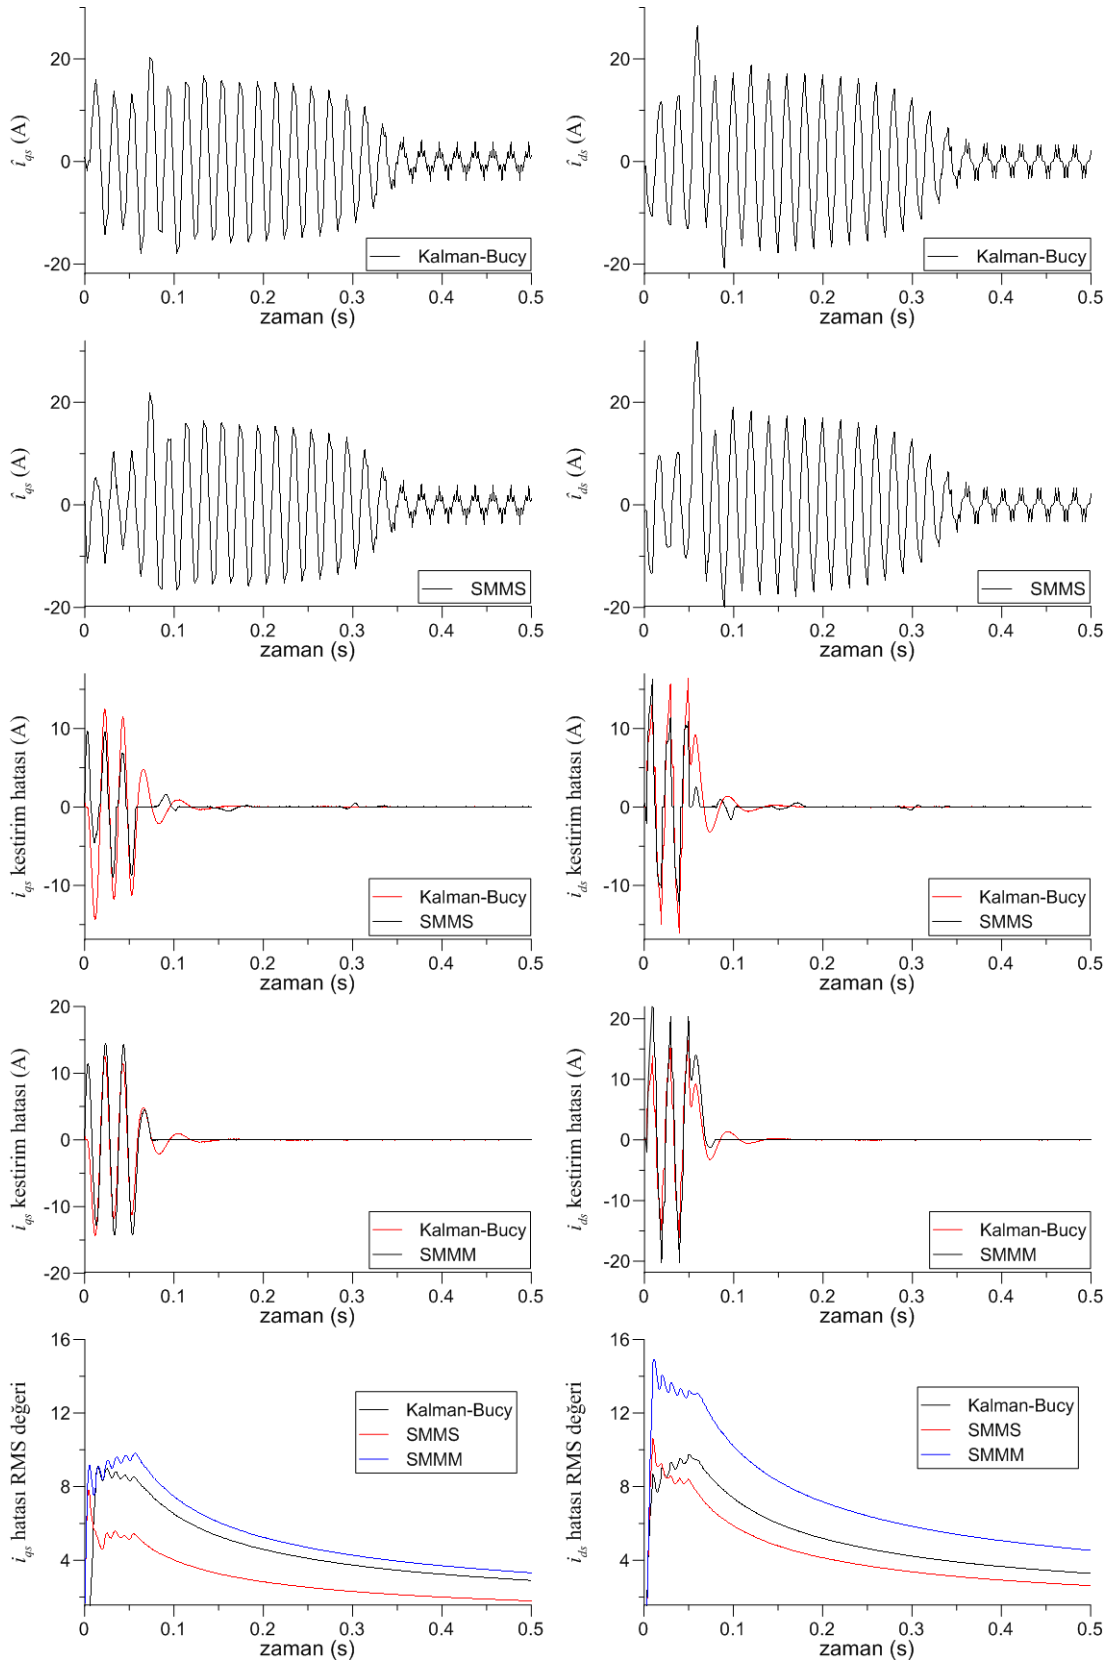 20
0
-20
î qs (A)
Kalman-Bucy
0 0.1 0.2 0.3 0.4 0.5
zaman (s)
20
0
-20
î ds (A)
Kalman-Bucy
0 0.1 0.2 0.3 0.4 0.5
zaman (s)
20
0
-20
î qs (A)
SMMS
0 0.1 0.2 0.3 0.4 0.5
zaman (s)
20
0
-20
î ds (A)
SMMS
0 0.1 0.2 0.3 0.4 0.5
zaman (s)
10
0
-10
i qs kestirim hatası (A)
Kalman-Bucy
SMMS
0 0.1 0.2 0.3 0.4 0.5
zaman (s)
10
0
-10
i ds kestirim hatası (A)
Kalman-Bucy
SMMS
0 0.1 0.2 0.3 0.4 0.5
zaman (s)
20
10
0
-10
-20
i qs kestirim hatası (A)
Kalman-Bucy
SMMM
0 0.1 0.2 0.3 0.4 0.5
zaman (s)
20
10
0
-10
-20
i ds kestirim hatası (A)
Kalman-Bucy
SMMM
0 0.1 0.2 0.3 0.4 0.5
zaman (s)
16
12
8
4
i qs hatası RMS değeri
Kalman-Bucy
SMMS
SMMM
0 0.1 0.2 0.3 0.4 0.5
zaman (s)
16
12
8
4
i ds hatası RMS değeri
Kalman-Bucy
SMMS
SMMM
0 0.1 0.2 0.3 0.4 0.5
zaman (s)